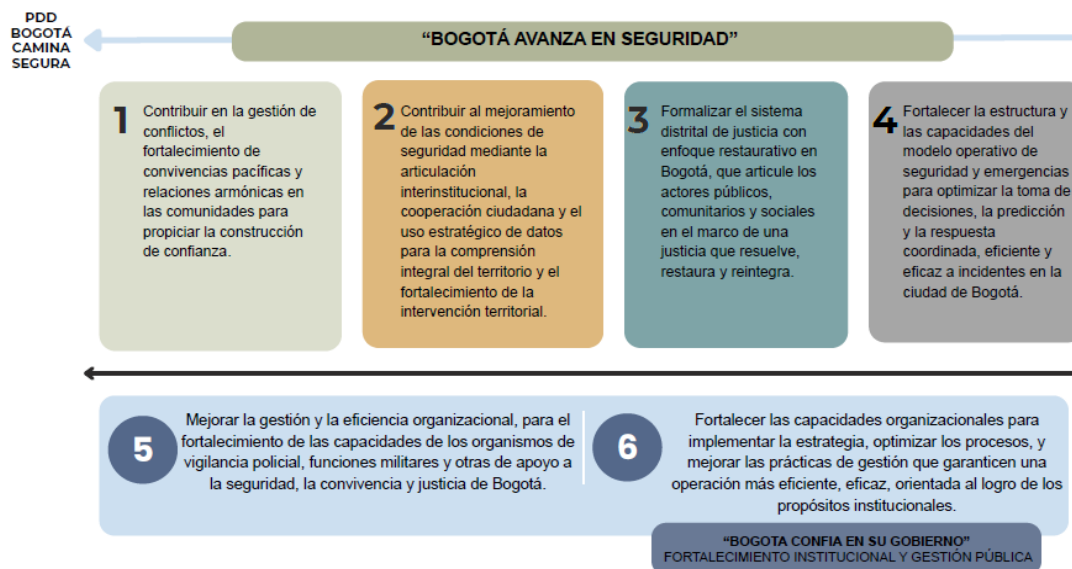 PDD
BOGOTÁ
CAMINA
SEGURA
“BOGOTÁ AVANZA EN SEGURIDAD”
1
Contribuir en la gestión de
conflictos, el
fortalecimiento de
convivencias pacíficas y
relaciones armónicas en
las comunidades para
propiciar la construcción
de confianza.
2
Contribuir al mejoramiento
de las condiciones de
seguridad mediante la
articulación
interinstitucional, la
cooperación ciudadana y el
uso estratégico de datos
para la comprensión
integral del territorio y el
fortalecimiento de la
intervención territorial.
3
Formalizar el sistema
distrital de justicia con
enfoque restaurativo en
Bogotá, que articule los
actores públicos,
comunitarios y sociales
en el marco de una
justicia que resuelve,
restaura y reintegra.
4
Fortalecer la estructura y
las capacidades del
modelo operativo de
seguridad y emergencias
para optimizar la toma de
decisiones, la predicción
y la respuesta
coordinada, eficiente y
eficaz a incidentes en la
ciudad de Bogotá.
5
Mejorar la gestión y la eficiencia organizacional, para el
fortalecimiento de las capacidades de los organismos de
vigilancia policial, funciones militares y otras de apoyo a
la seguridad, la convivencia y justicia de Bogotá.
6
Fortalecer las capacidades organizacionales para
implementar la estrategia, optimizar los procesos, y
mejorar las prácticas de gestión que garanticen una
operación más eficiente, eficaz, orientada al logro de los
propósitos institucionales.
“BOGOTA CONFIA EN SU GOBIERNO”
FORTALECIMIENTO INSTITUCIONAL Y GESTIÓN PÚBLICA